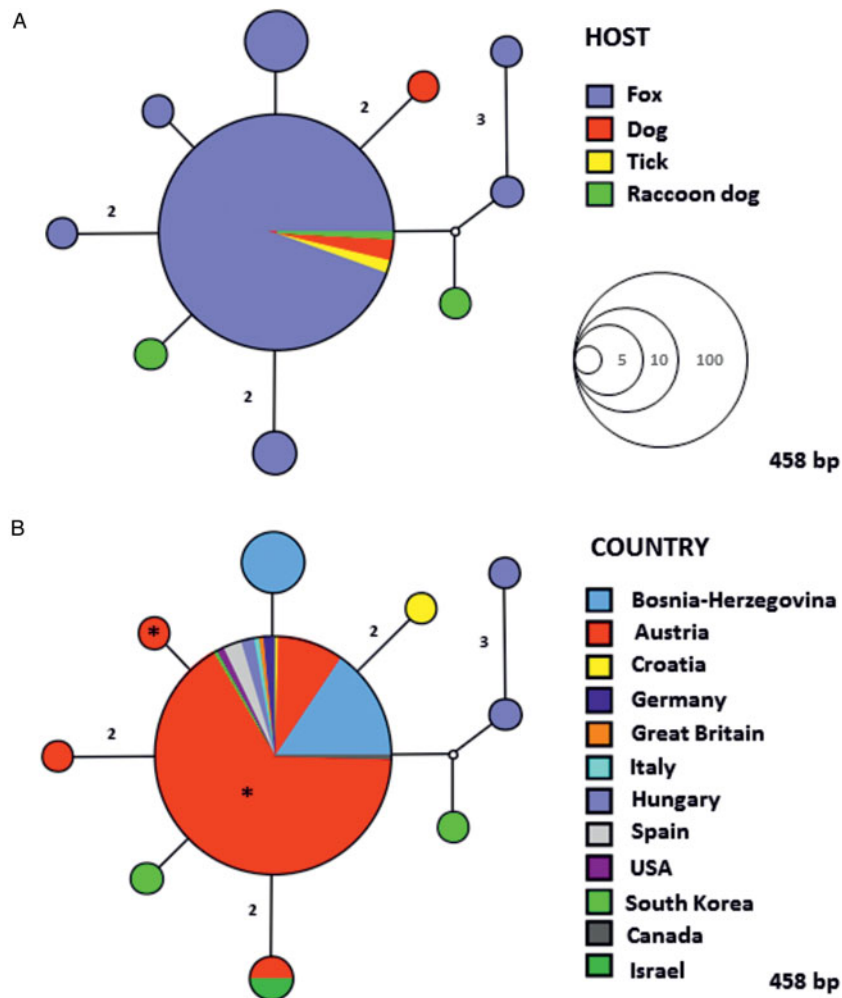 A
HOST
Fox
Dog
Tick
Raccoon dog
2
3
2
2
5 10 100
458 bp
B
COUNTRY
Bosnia-Herzegovina
Austria
Croatia
Germany
Great Britain
Italy
Hungary
Spain
USA
South Korea
Canada
Israel
*
2
3
2
*
2
458 bp